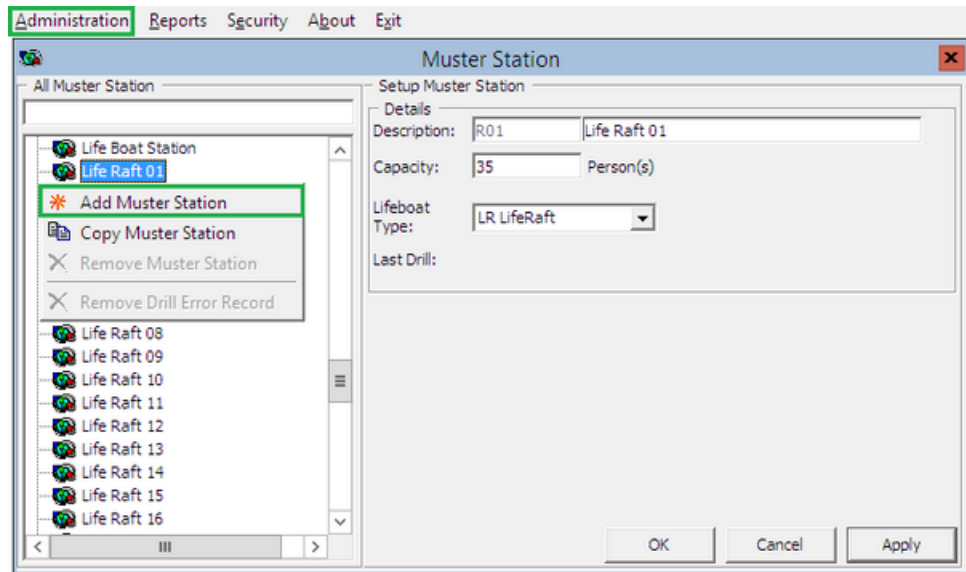 Administration Reports Security About Exit
Muster Station
All Muster Station
Life Boat Station
Life Raft 01
Add Muster Station
Copy Muster Station
Remove Muster Station
Remove Drill Error Record
Life Raft 08
Life Raft 09
Life Raft 10
Life Raft 11
Life Raft 12
Life Raft 13
Life Raft 14
Life Raft 15
Life Raft 16
Setup Muster Station
Details
Description: R01 Life Raft 01
Capacity: 35 Person(s)
Lifeboat
Type: LR LifeRaft
Last Drill:
OK Cancel Apply